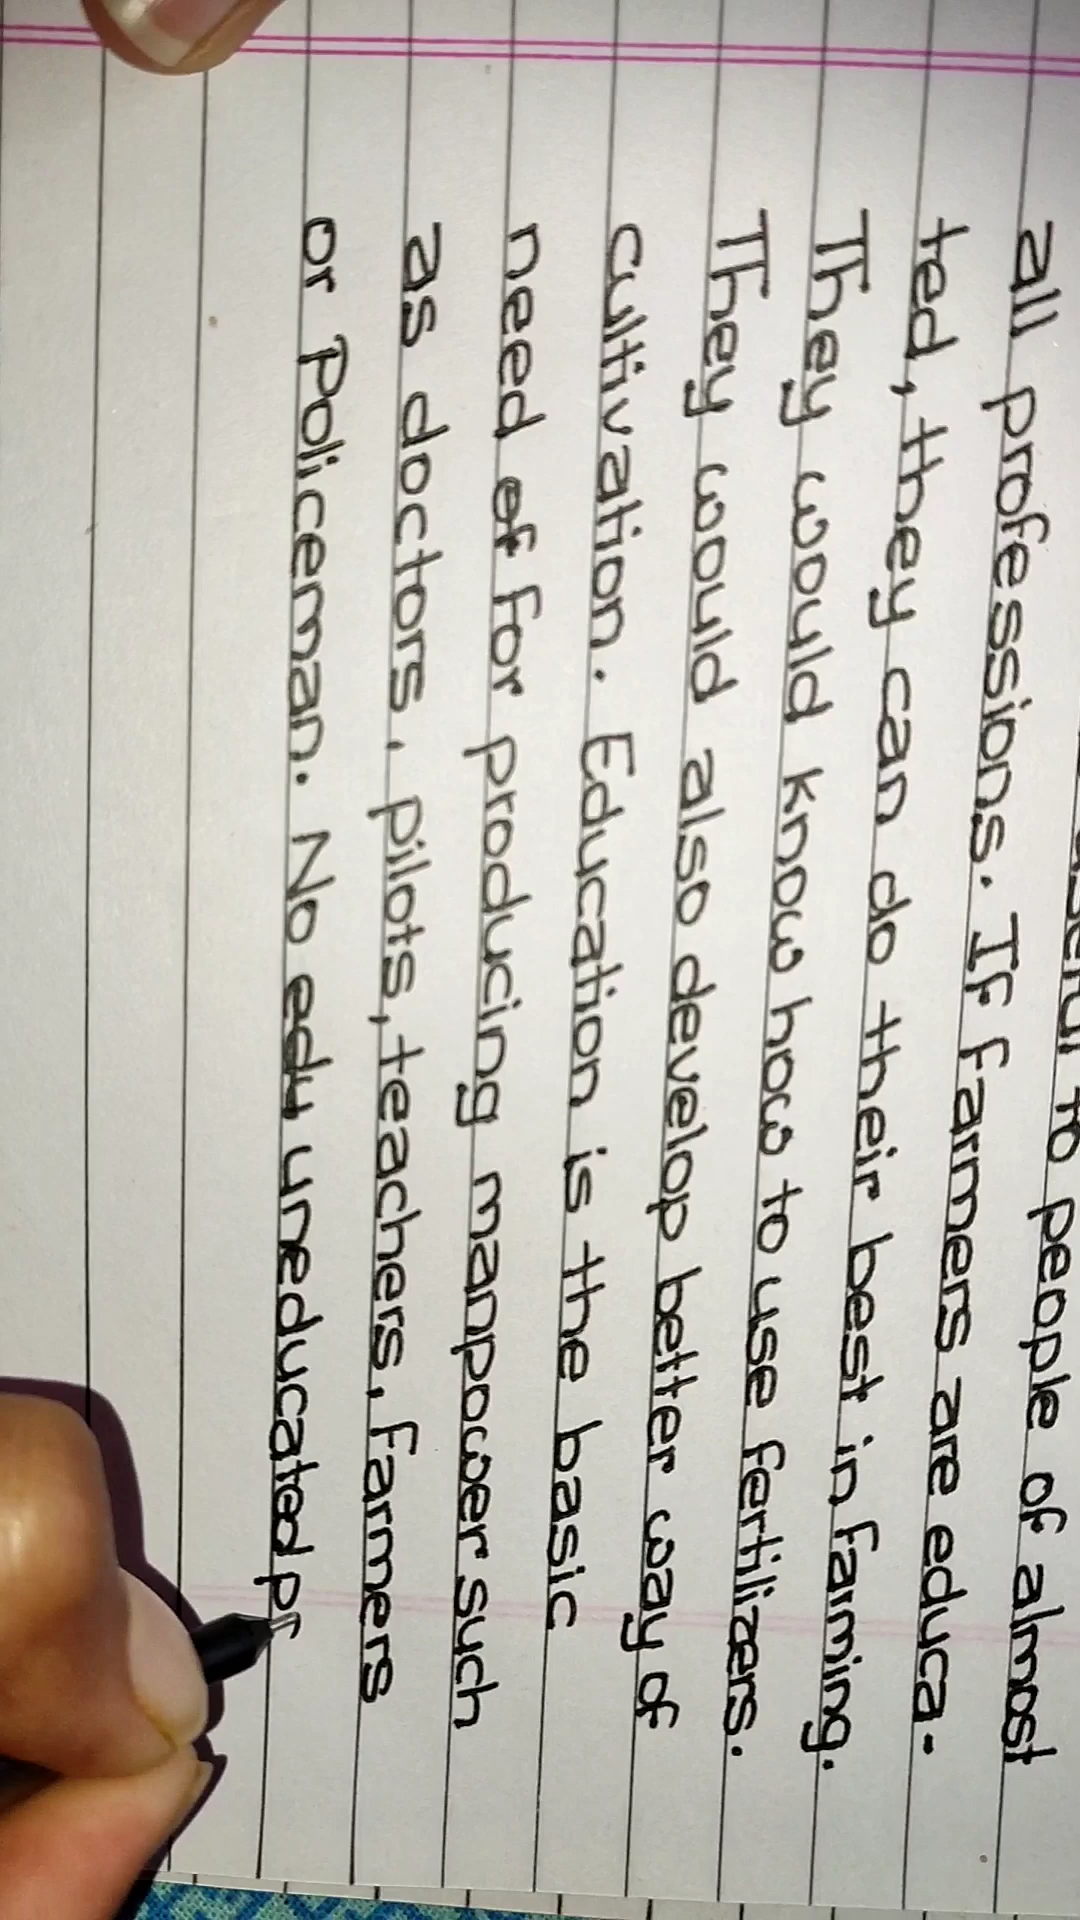 to people of almost
all professions. If farmers are educa-
ted, they can do their best in farming.
They would know how to use fertilizers.
They would also develop better way of
cultivation. Education is the basic
need of for producing manpower such
as doctors, pilots, teachers, farmers
or Policeman. No edu uneducated pr